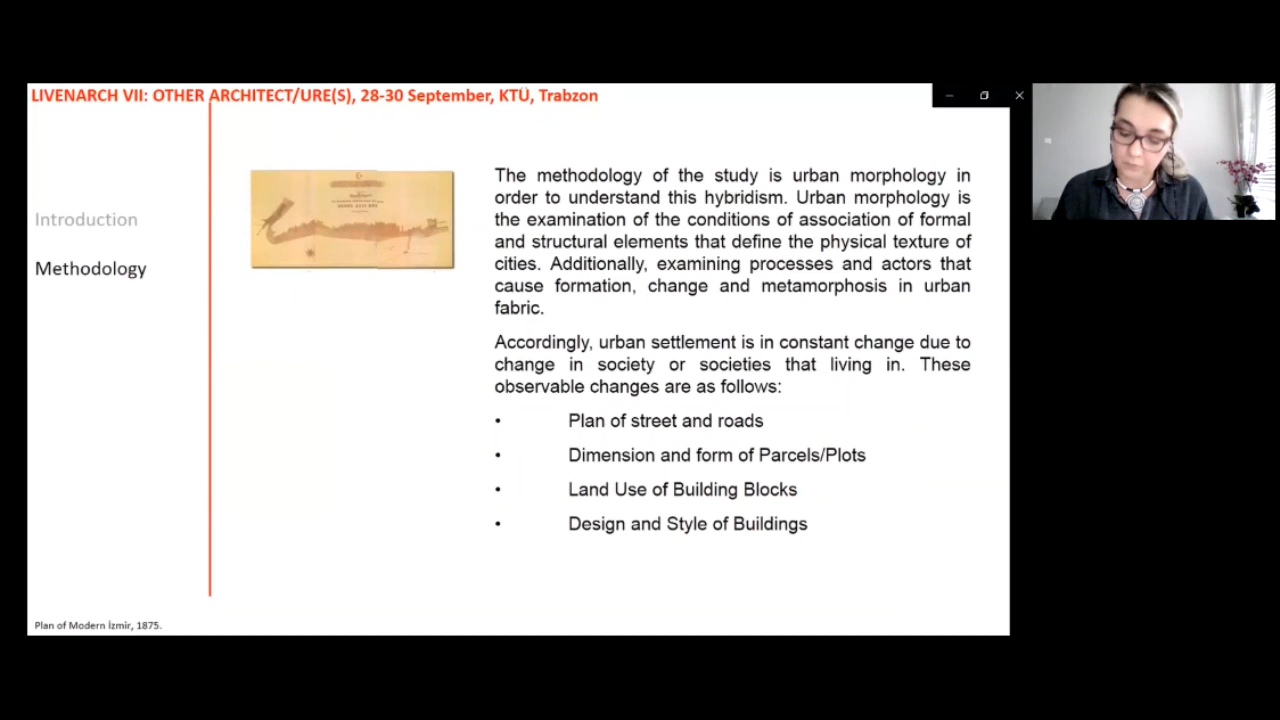 LIVENARCH VII: OTHER ARCHITECT/URE(S), 28-30 September, KTÜ, Trabzon
Introduction
Methodology
The methodology of the study is urban morphology in
order to understand this hybridism. Urban morphology is
the examination of the conditions of association of formal
and structural elements that define the physical texture of
cities. Additionally, examining processes and actors that
cause formation, change and metamorphosis in urban
fabric.
Accordingly, urban settlement is in constant change due to
change in society or societies that living in. These
observable changes are as follows:
• Plan of street and roads
• Dimension and form of Parcels/Plots
• Land Use of Building Blocks
• Design and Style of Buildings
Plan of Modern İzmir, 1875.